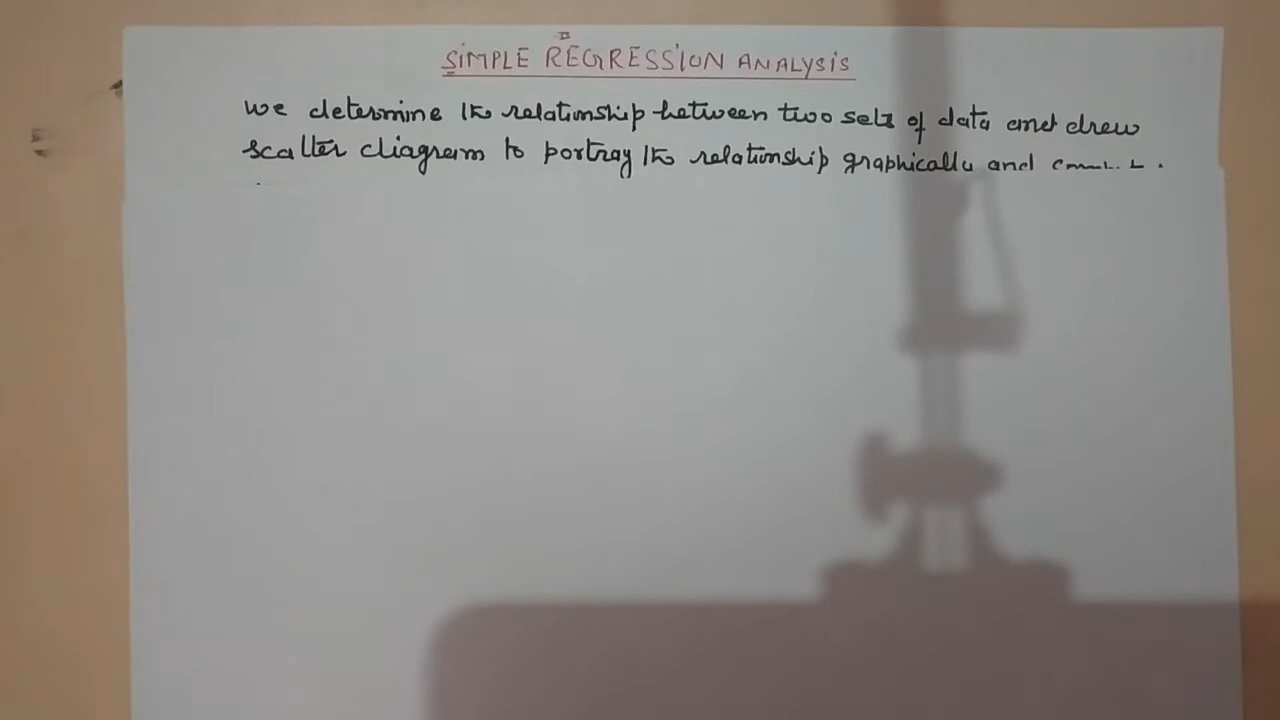 SIMPLE REGRESSION ANALYSIS
we determine the relationship between two sets of data and drew
scatter diagram to portray the relationship graphically and